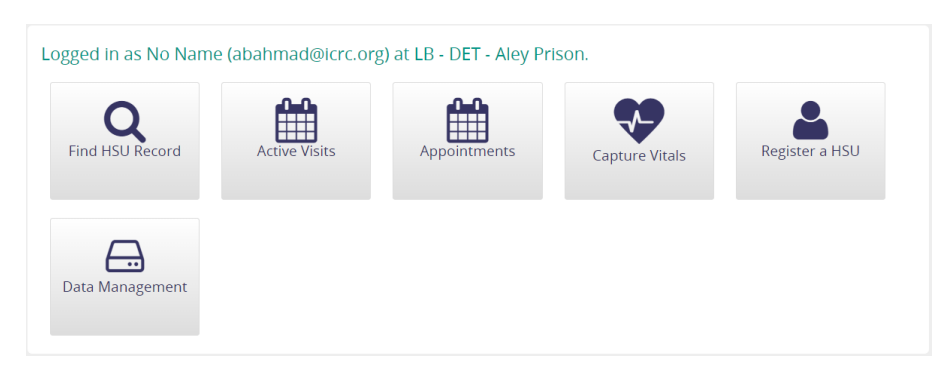 Logged in as No Name (abahmad@icrc.org) at LB - DET - Aley Prison.
Find HSU Record
Active Visits
Appointments
Capture Vitals
Register a HSU
Data Management